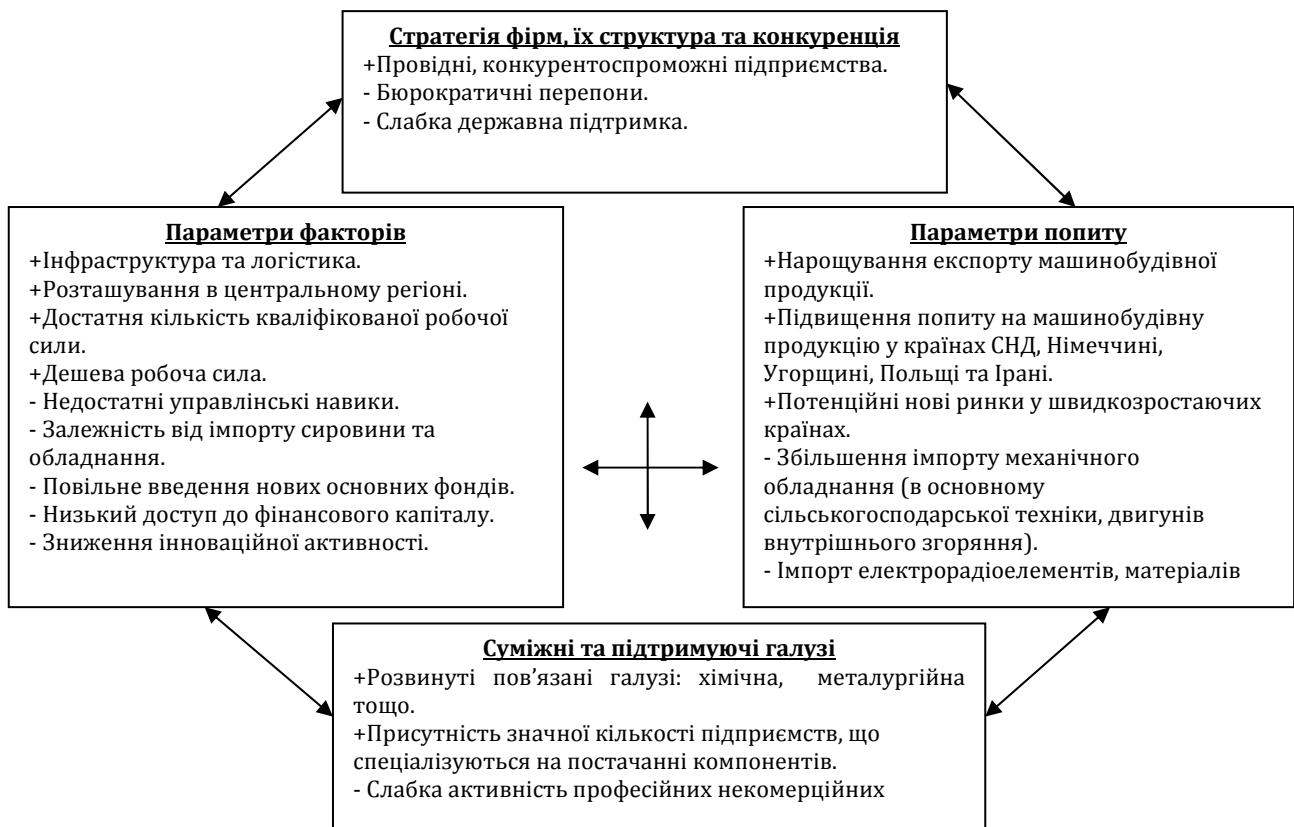 Стратегія фірм, їх структура та конкуренція
+Провідні, конкурентоспроможні підприємства.
- Бюрократичні перепони.
- Слабка державна підтримка.
Параметри факторів
+Інфраструктура та логістика.
+Розташування в центральному регіоні.
+Достатня кількість кваліфікованої робочої
сили.
+Дешева робоча сила.
- Недостатні управлінські навики.
- Залежність від імпорту сировини та
обладнання.
- Повільне введення нових основних фондів.
- Низький доступ до фінансового капіталу.
- Зниження інноваційної активності.
Параметри попиту
+Нарощування експорту машинобудівної
продукції.
+Підвищення попиту на машинобудівну
продукцію у країнах СНД, Німеччині,
Угорщині, Польщі та Ірані.
+Потенційні нові ринки у швидкозростаючих
країнах.
- Збільшення імпорту механічного
обладнання (в основному
сільськогосподарської техніки, двигунів
внутрішнього згоряння).
- Імпорт електрорадіоелементів, матеріалів
Суміжні та підтримуючі галузі
+Розвинуті пов’язані галузі: хімічна, металургійна
тощо.
+Присутність значної кількості підприємств, що
спеціалізуються на постачанні компонентів.
- Слабка активність професійних некомерційних